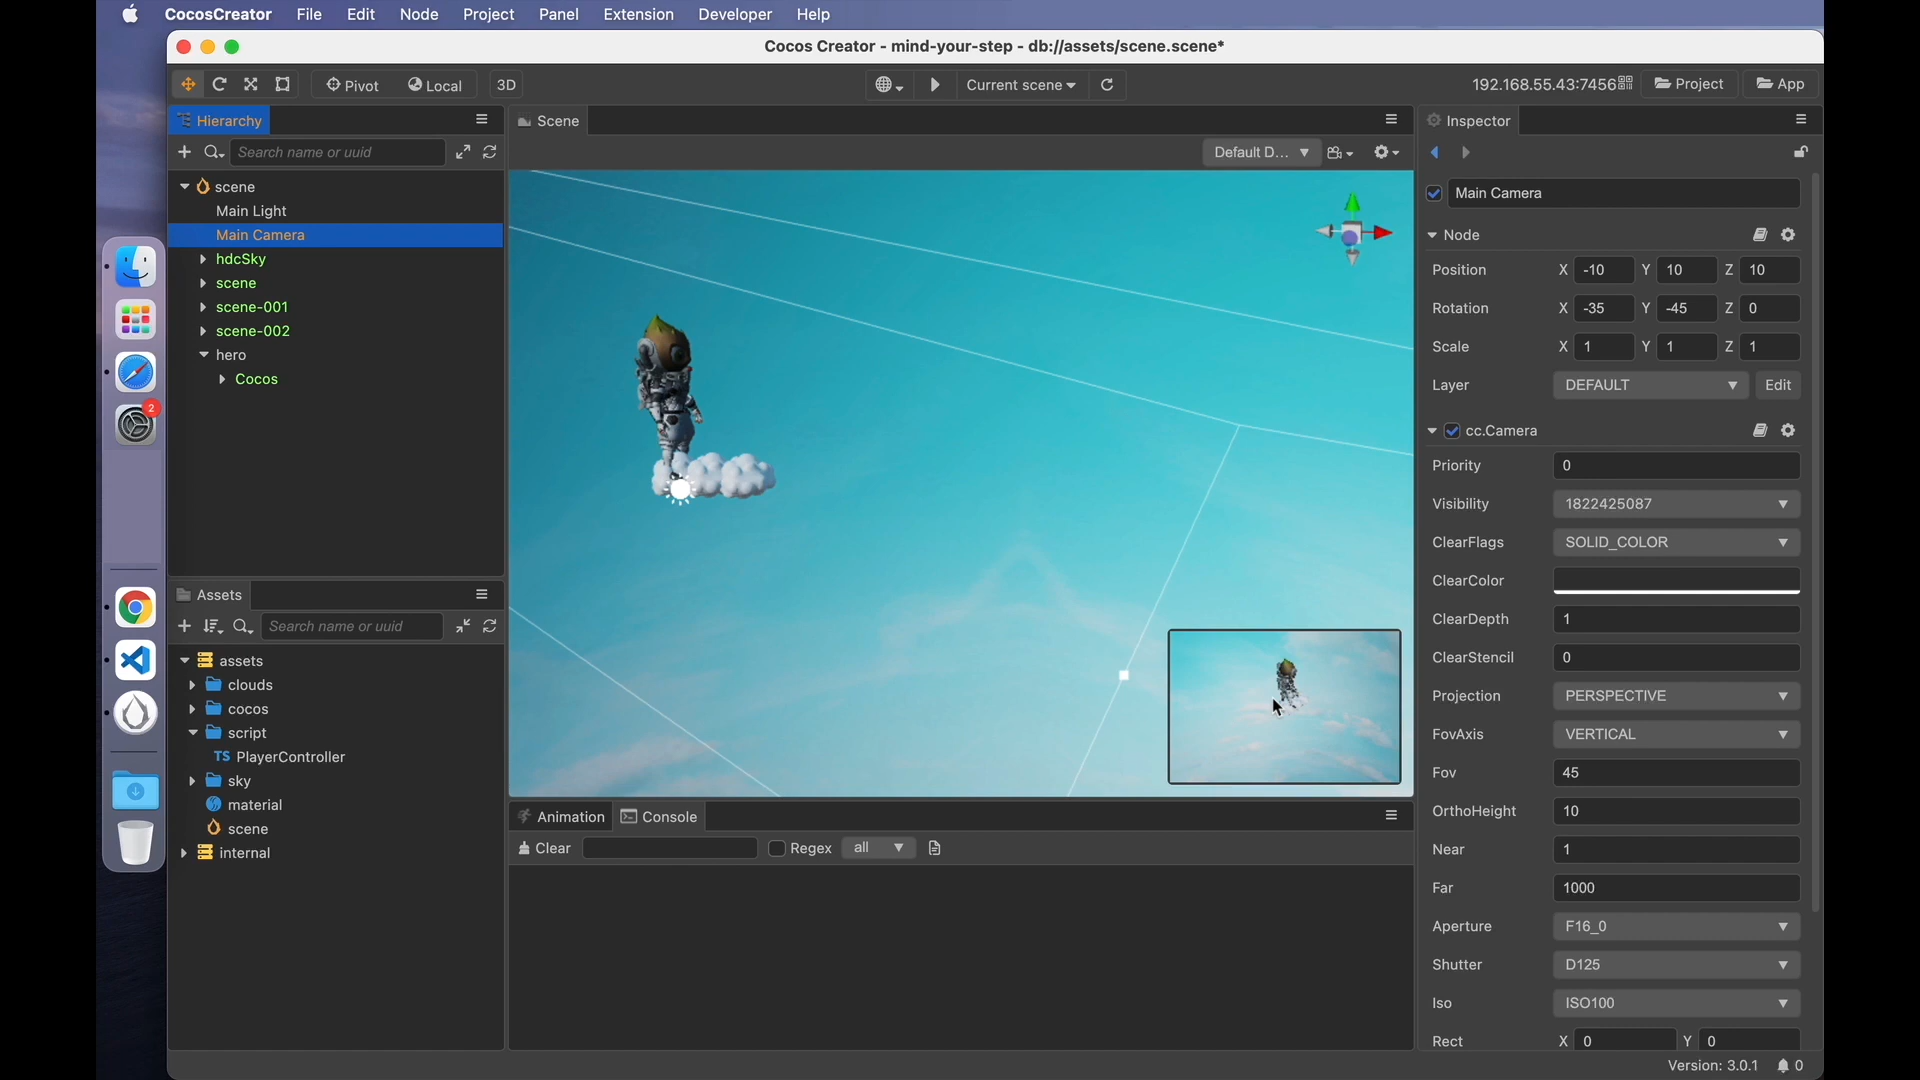 CocosCreator File Edit Node Project Panel Extension Developer Help
Cocos Creator - mind-your-step - db://assets/scene.scene*
Pivot Local 3D Current scene 192.168.55.43:7456 Project App
Hierarchy
Search name or uuid
scene
Main Light
Main Camera
hdcSky
scene
scene-001
scene-002
hero
Cocos
2
Assets
Search name or uuid
assets
clouds
cocos
script
TS PlayerController
sky
material
scene
internal
Scene
Default D...
Animation Console
Clear Regex all
Inspector
Main Camera
Node
Position X -10 Y 10 Z 10
Rotation X -35 Y -45 Z 0
Scale X 1 Y 1 Z 1
Layer DEFAULT Edit
cc.Camera
Priority 0
Visibility 1822425087
ClearFlags SOLID_COLOR
ClearColor
ClearDepth 1
ClearStencil 0
Projection PERSPECTIVE
FovAxis VERTICAL
Fov 45
OrthoHeight 10
Near 1
Far 1000
Aperture F16_0
Shutter D125
Iso ISO100
Rect X 0 Y 0
Version: 3.0.1 0